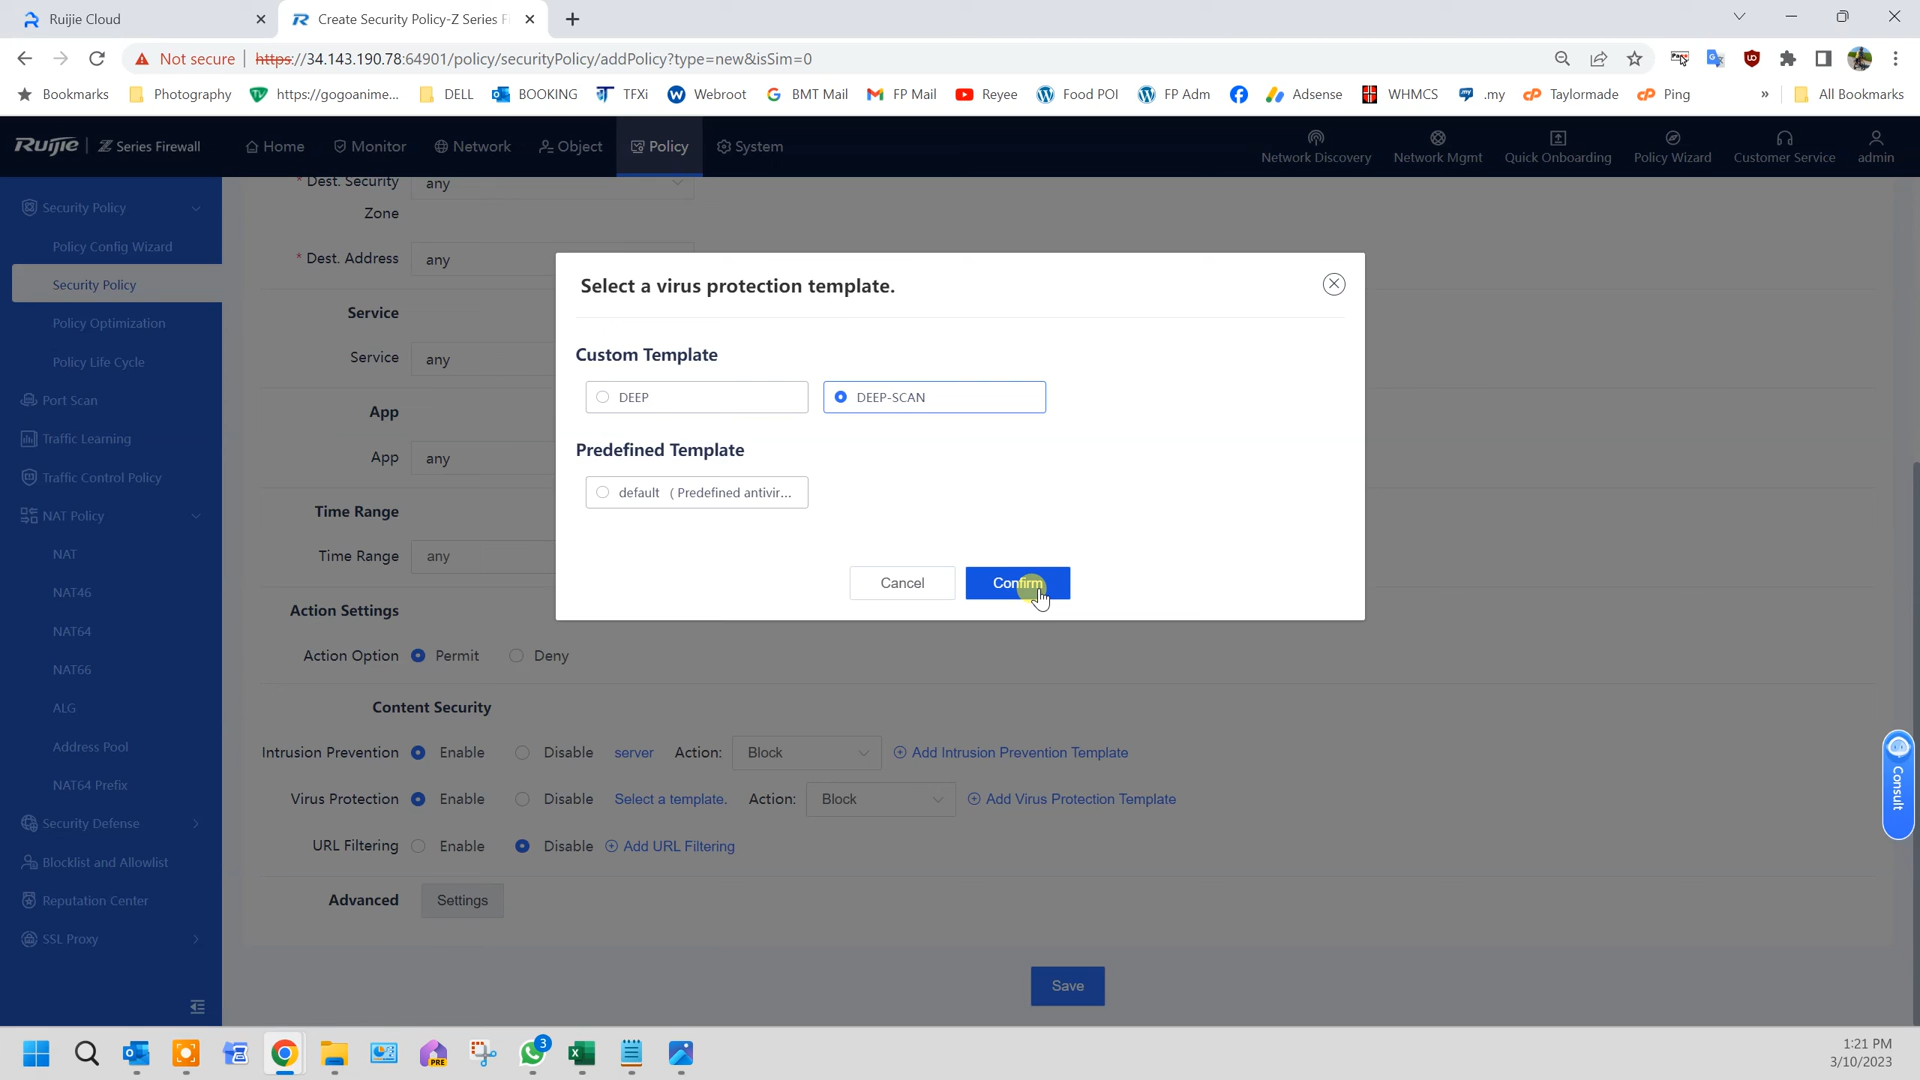 Ruijie Cloud
Create Security Policy-Z Series F
Not secure
https://34.143.190.78:64901/policy/securityPolicy/addPolicy?type=new&isSim=0
Bookmarks
Photography
https://gogoanime...
DELL
BOOKING
TFXi
Webroot
BMT Mail
FP Mail
Reyee
Food POI
FP Adm
Adsense
WHMCS
.my
Taylormade
Ping
»
All Bookmarks
Ruijie | Z Series Firewall
Home
Monitor
Network
Object
Policy
System
Network Discovery
Network Mgmt
Quick Onboarding
Policy Wizard
Customer Service
admin
Security Policy
Policy Config Wizard
Security Policy
Policy Optimization
Policy Life Cycle
Port Scan
Traffic Learning
Traffic Control Policy
NAT Policy
NAT
NAT46
NAT64
NAT66
ALG
Address Pool
NAT64 Prefix
Security Defense
Blocklist and Allowlist
Reputation Center
SSL Proxy
* Dest. Security Zone any
* Dest. Address any
Service
Service any
App
App any
Time Range
Time Range any
Select a virus protection template.
Custom Template
DEEP
DEEP-SCAN
Predefined Template
default ( Predefined antivir...
Cancel
Confirm
Action Settings
Action Option Permit Deny
Content Security
Intrusion Prevention Enable Disable server Action: Block Add Intrusion Prevention Template
Virus Protection Enable Disable Select a template. Action: Block Add Virus Protection Template
URL Filtering Enable Disable Add URL Filtering
Advanced Settings
Save
Consult
PRE
3
1:21 PM
3/10/2023